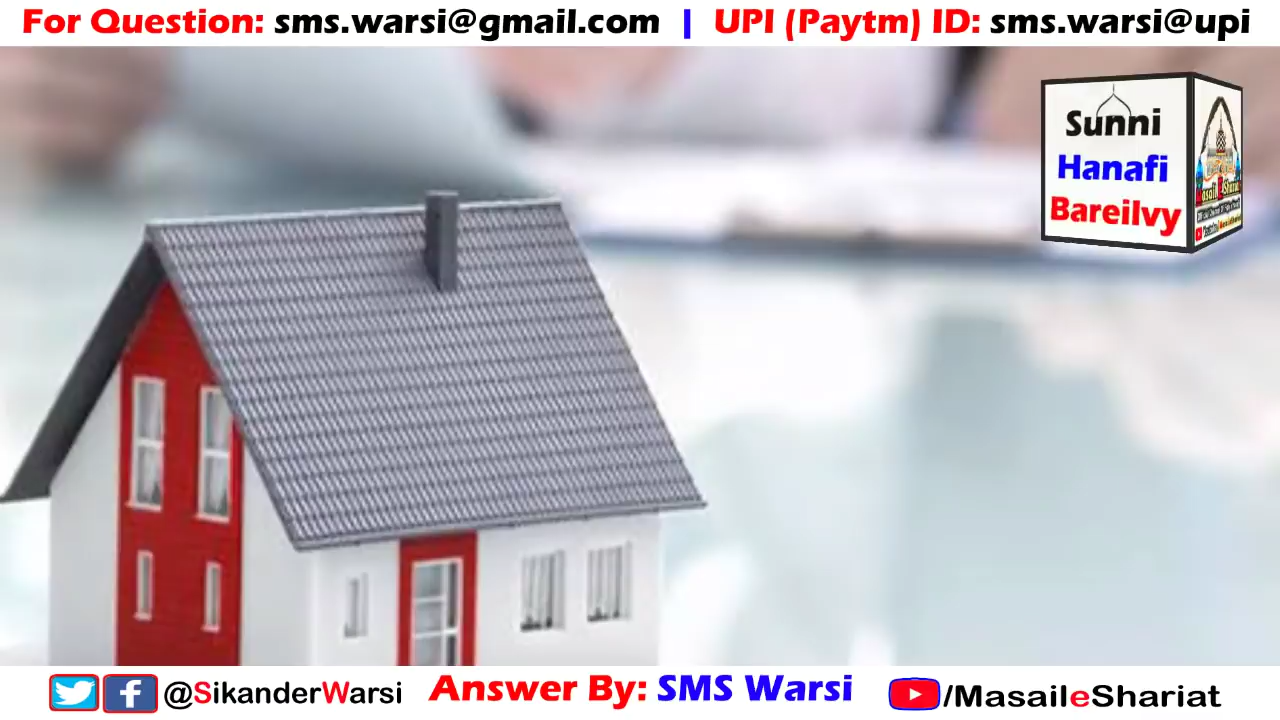 For Question: sms.warsi@gmail.com | UPI (Paytm) ID: sms.warsi@upi
Sunni
Hanafi
Bareilvy
@SikanderWarsi
Answer By: SMS Warsi
/MasaileShariat